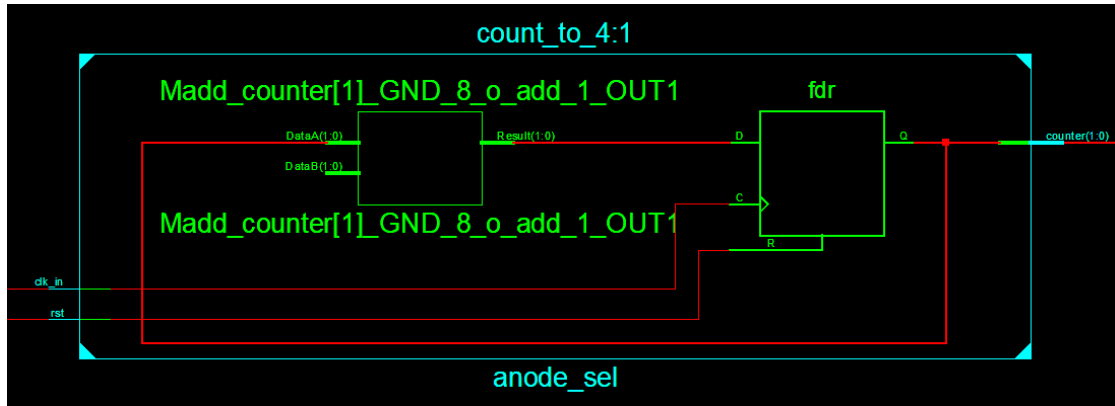 count_to_4:1
Madd_counter[1]_GND_8_o_add_1_OUT1
fdr
DataA(1:0)
Result(1:0)
D
Q
counter(1:0)
DataB(1:0)
C
Madd_counter[1]_GND_8_o_add_1_OUT1
R
clk_in
rst
anode_sel